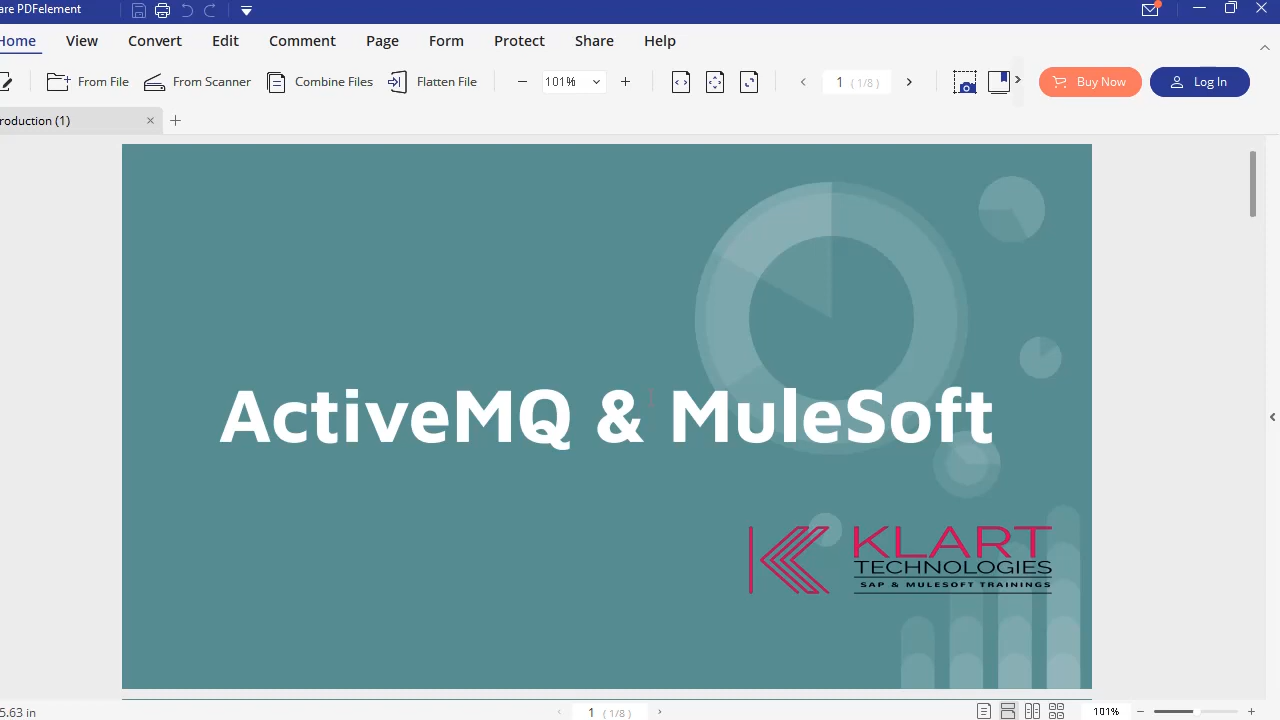 are PDFelement
Home View Convert Edit Comment Page Form Protect Share Help
From File From Scanner Combine Files Flatten File 101% 1 (1/8) Buy Now Log In
roduction (1)
ActiveMQ & MuleSoft
KLART
TECHNOLOGIES
SAP & MULESOFT TRAININGS
5.63 in 1 (1/8) 101%